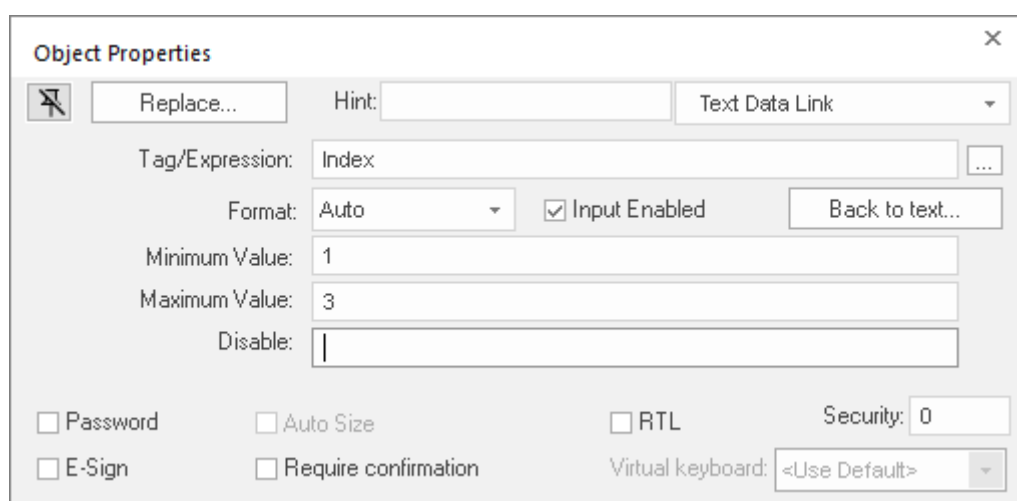 Object Properties
Replace... Hint: Text Data Link
Tag/Expression: Index ...
Format: Auto Input Enabled Back to text...
Minimum Value: 1
Maximum Value: 3
Disable:
Password Auto Size RTL Security: 0
E-Sign Require confirmation Virtual keyboard: <Use Default>